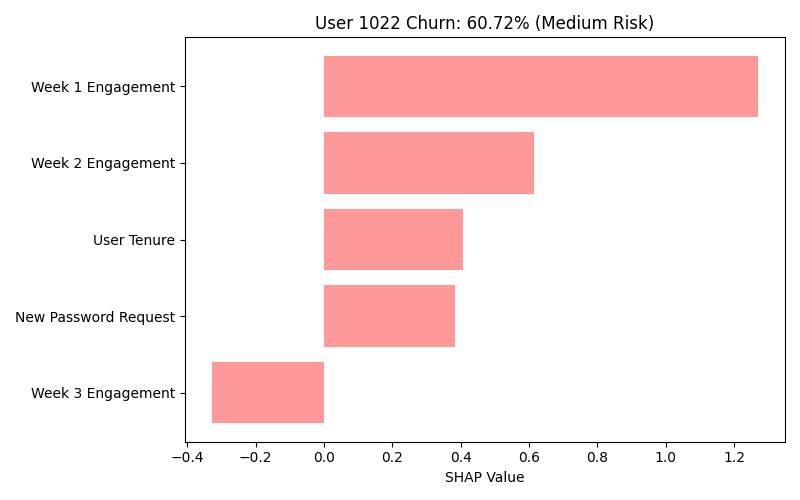 User 1022 Churn: 60.72% (Medium Risk)
Week 1 Engagement
Week 2 Engagement
User Tenure
New Password Request
Week 3 Engagement
−0.4 −0.2 0.0 0.2 0.4 0.6 0.8 1.0 1.2
SHAP Value